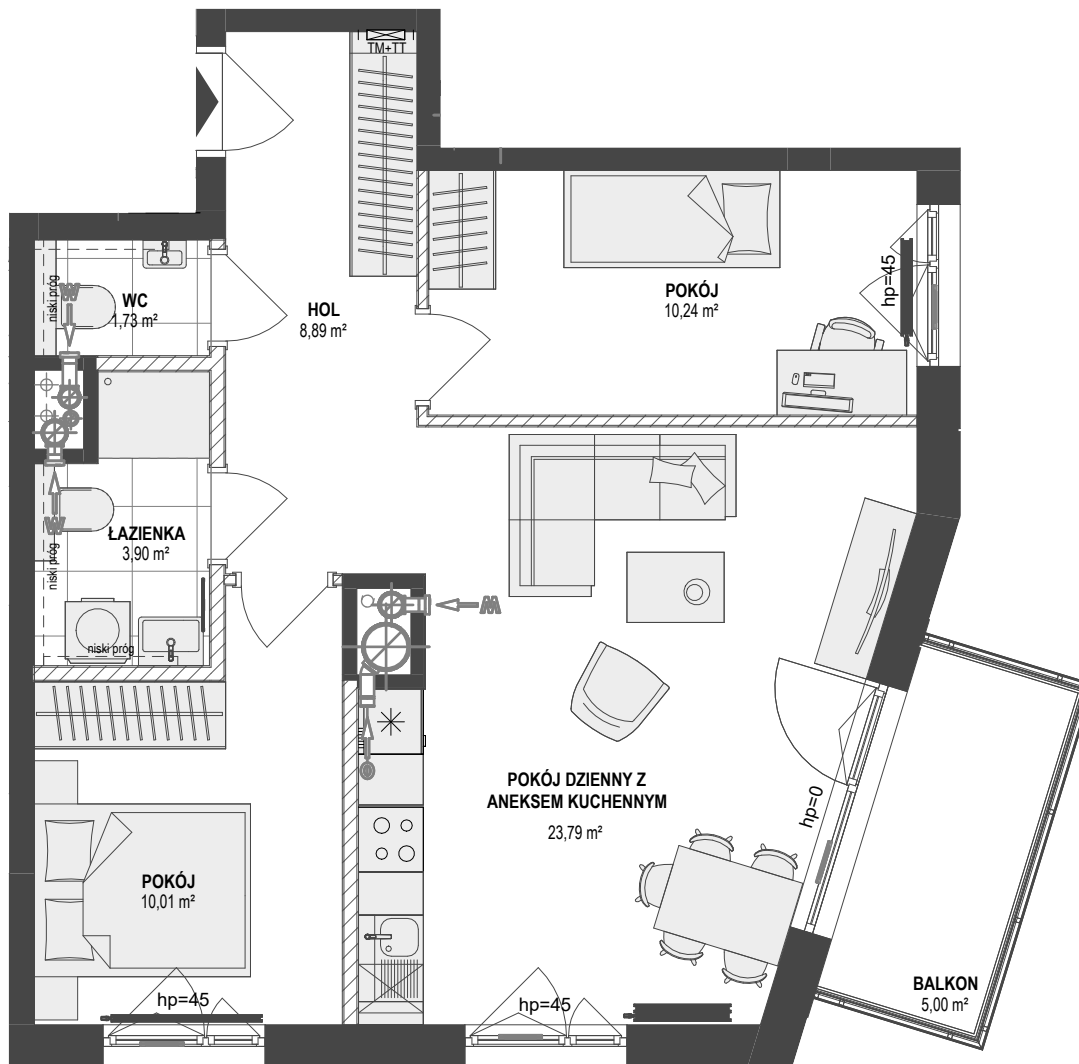 TM+TT
WC
1,73 m²
niski próg
W
HOL
8,89 m²
POKÓJ
10,24 m²
hp=45
ŁAZIENKA
3,90 m²
niski próg
W
niski próg
W
POKÓJ DZIENNY Z
ANEKSEM KUCHENNYM
23,79 m²
hp=0
POKÓJ
10,01 m²
hp=45
hp=45
BALKON
5,00 m²